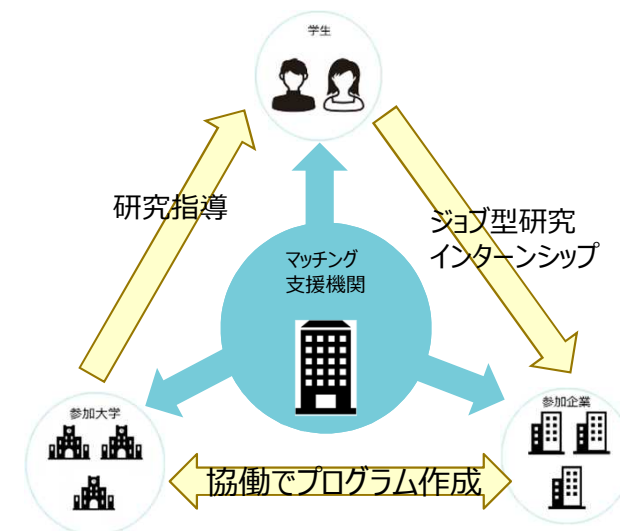 学生
研究指導
ジョブ型研究
インターンシップ
マッチング
支援機関
参加大学
参加企業
協働でプログラム作成